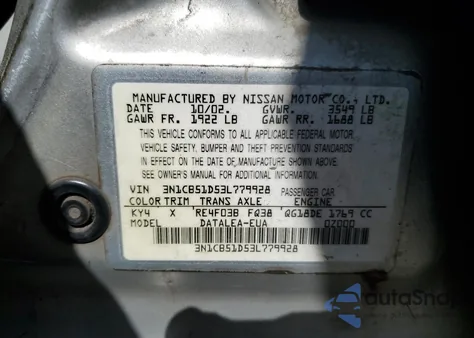 MANUFACTURED BY NISSAN MOTOR CO., LTD.
DATE 10/02. GVWR. 3549 LB
GAWR FR. 1922 LB GAWR RR. 1688 LB
THIS VEHICLE CONFORMS TO ALL APPLICABLE FEDERAL MOTOR
VEHICLE SAFETY, BUMPER, AND THEFT PREVENTION
STANDARDS IN EFFECT ON THE DATE OF MANUFACTURE SHOWN ABOVE.
SEE OWNER'S MANUAL FOR ADDITIONAL INFORMATION
VIN 3N1CB51D53L779928 PASSENGER CAR
COLOR TRIM TRANS AXLE ENGINE
KY4 X RE4F03B FQ38 QG18DE 1769 CC
MODEL DATALEA-EUA 02000
3N1CB51D53L779928
autoSnap